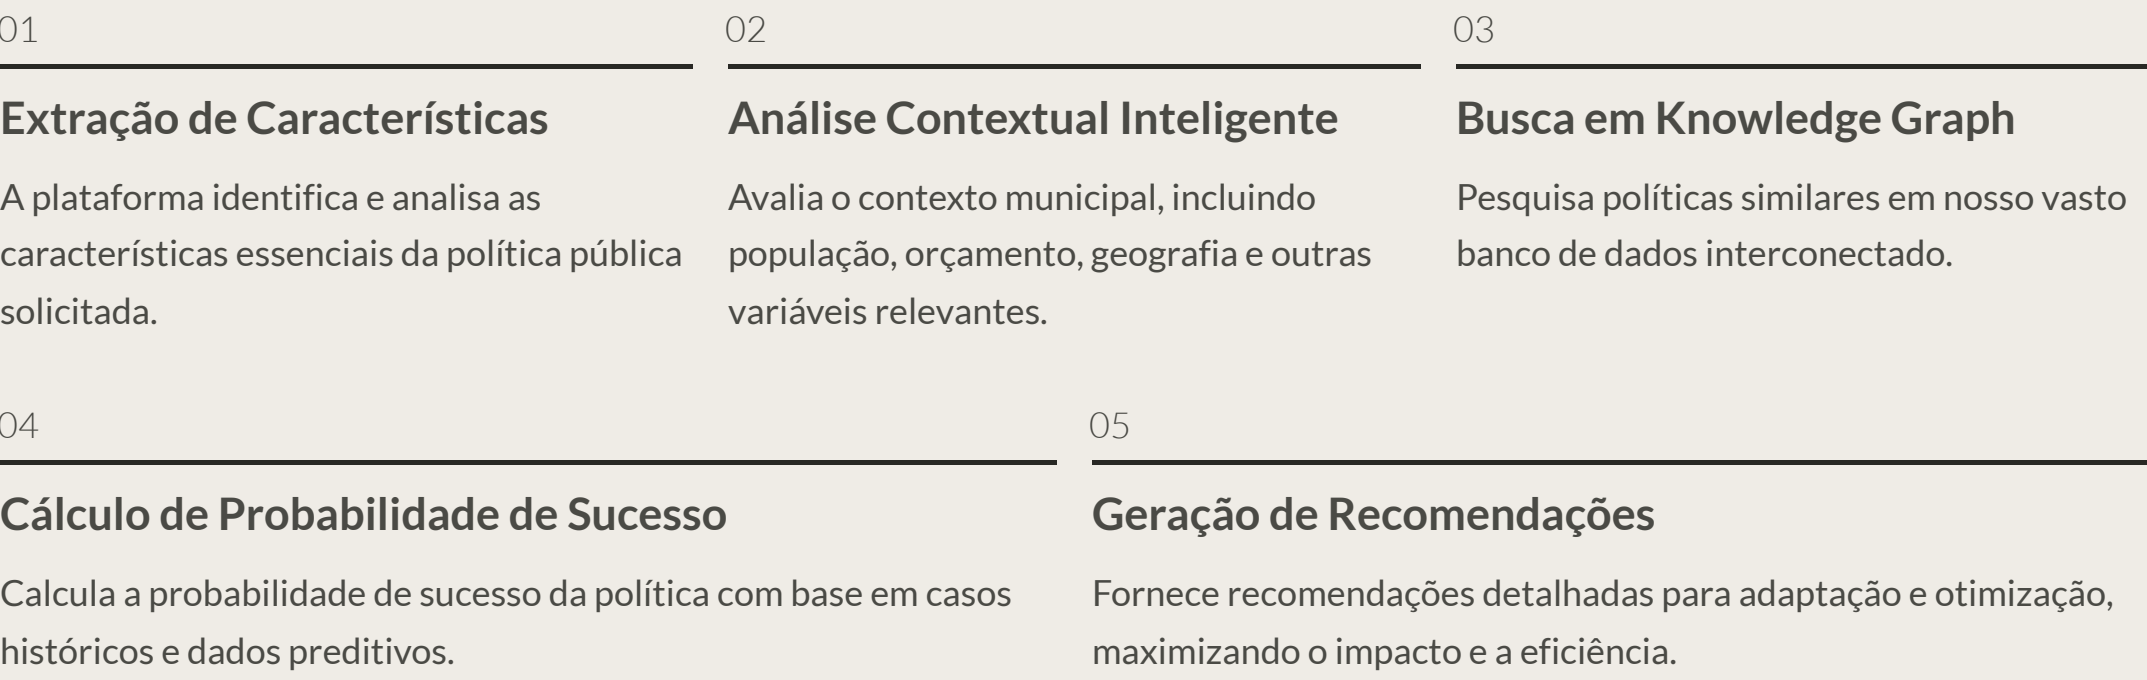 01
Extração de Características
A plataforma identifica e analisa as
características essenciais da política pública
solicitada.
02
Análise Contextual Inteligente
Avalia o contexto municipal, incluindo
população, orçamento, geografia e outras
variáveis relevantes.
03
Busca em Knowledge Graph
Pesquisa políticas similares em nosso vasto
banco de dados interconectado.
04
Cálculo de Probabilidade de Sucesso
Calcula a probabilidade de sucesso da política com base em casos
históricos e dados preditivos.
05
Geração de Recomendações
Fornece recomendações detalhadas para adaptação e otimização,
maximizando o impacto e a eficiência.